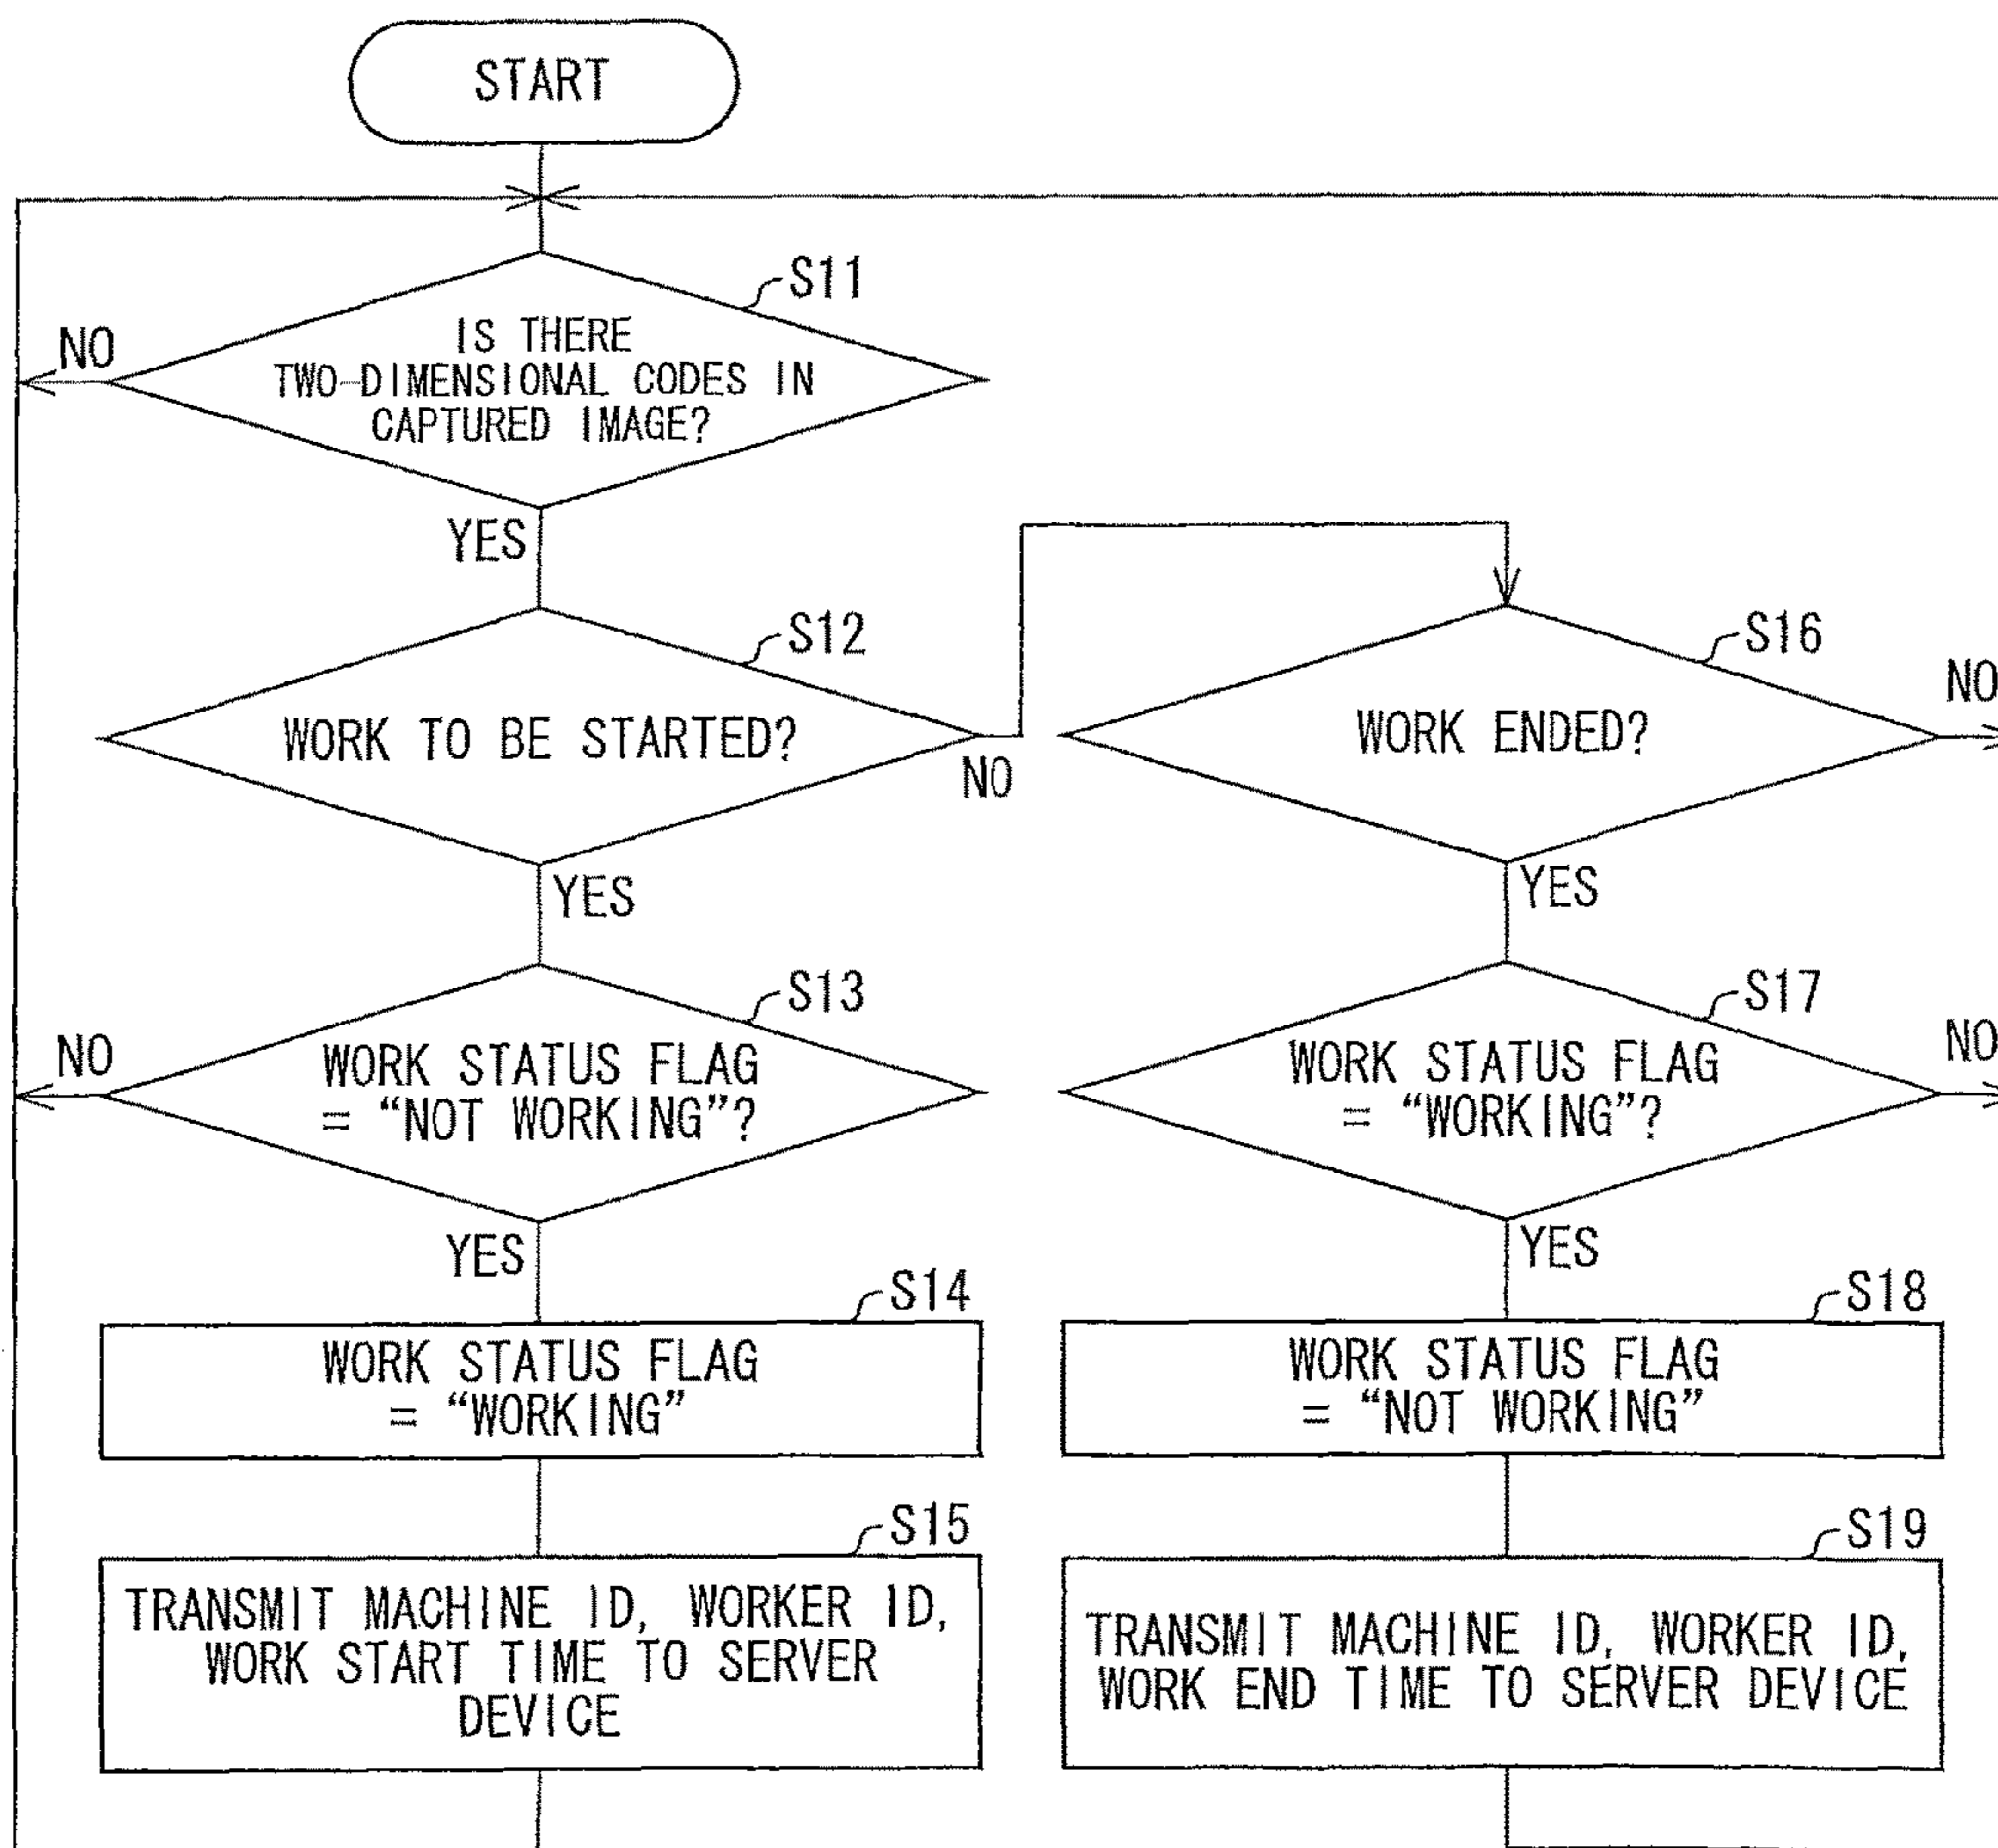 START
S11
IS THERE
TWO-DIMENSIONAL CODES IN
CAPTURED IMAGE?
NO
YES
S12
WORK TO BE STARTED?
NO
YES
S13
WORK STATUS FLAG
= “NOT WORKING”?
NO
YES
S14
WORK STATUS FLAG
= “WORKING”
S15
TRANSMIT MACHINE ID, WORKER ID,
WORK START TIME TO SERVER
DEVICE
S16
WORK ENDED?
NO
YES
S17
WORK STATUS FLAG
= “WORKING”?
NO
YES
S18
WORK STATUS FLAG
= “NOT WORKING”
S19
TRANSMIT MACHINE ID, WORKER ID,
WORK END TIME TO SERVER DEVICE